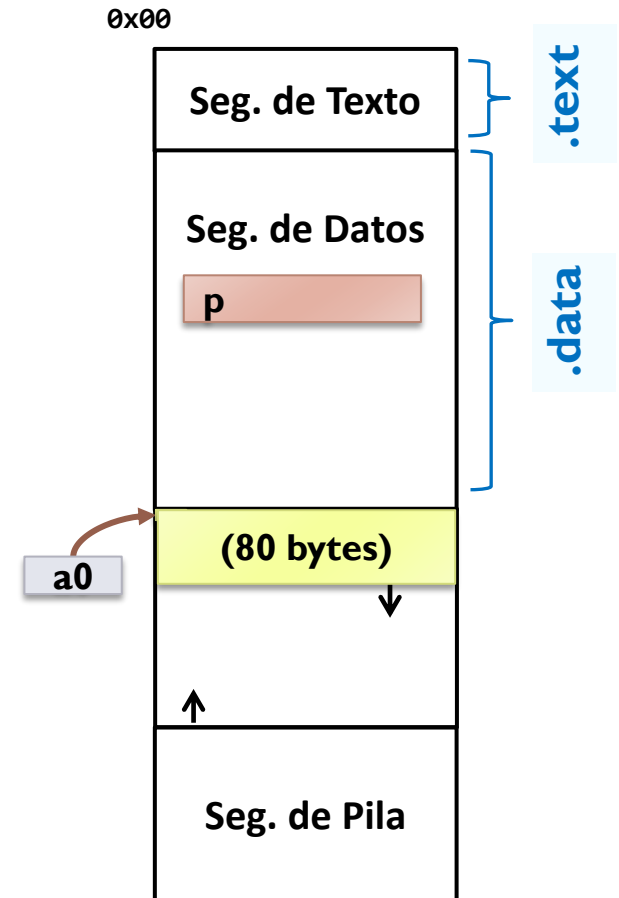 0x00
Seg. de Texto
.text
Seg. de Datos
p
.data
(80 bytes)
a0
Seg. de Pila